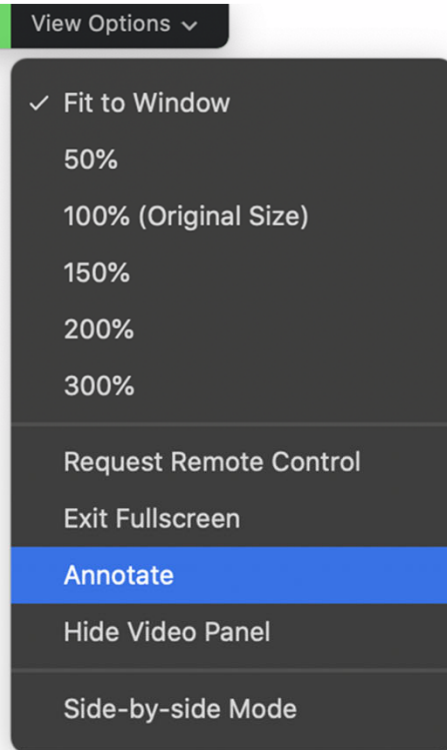 View Options
Fit to Window
50%
100% (Original Size)
150%
200%
300%
Request Remote Control
Exit Fullscreen
Annotate
Hide Video Panel
Side-by-side Mode